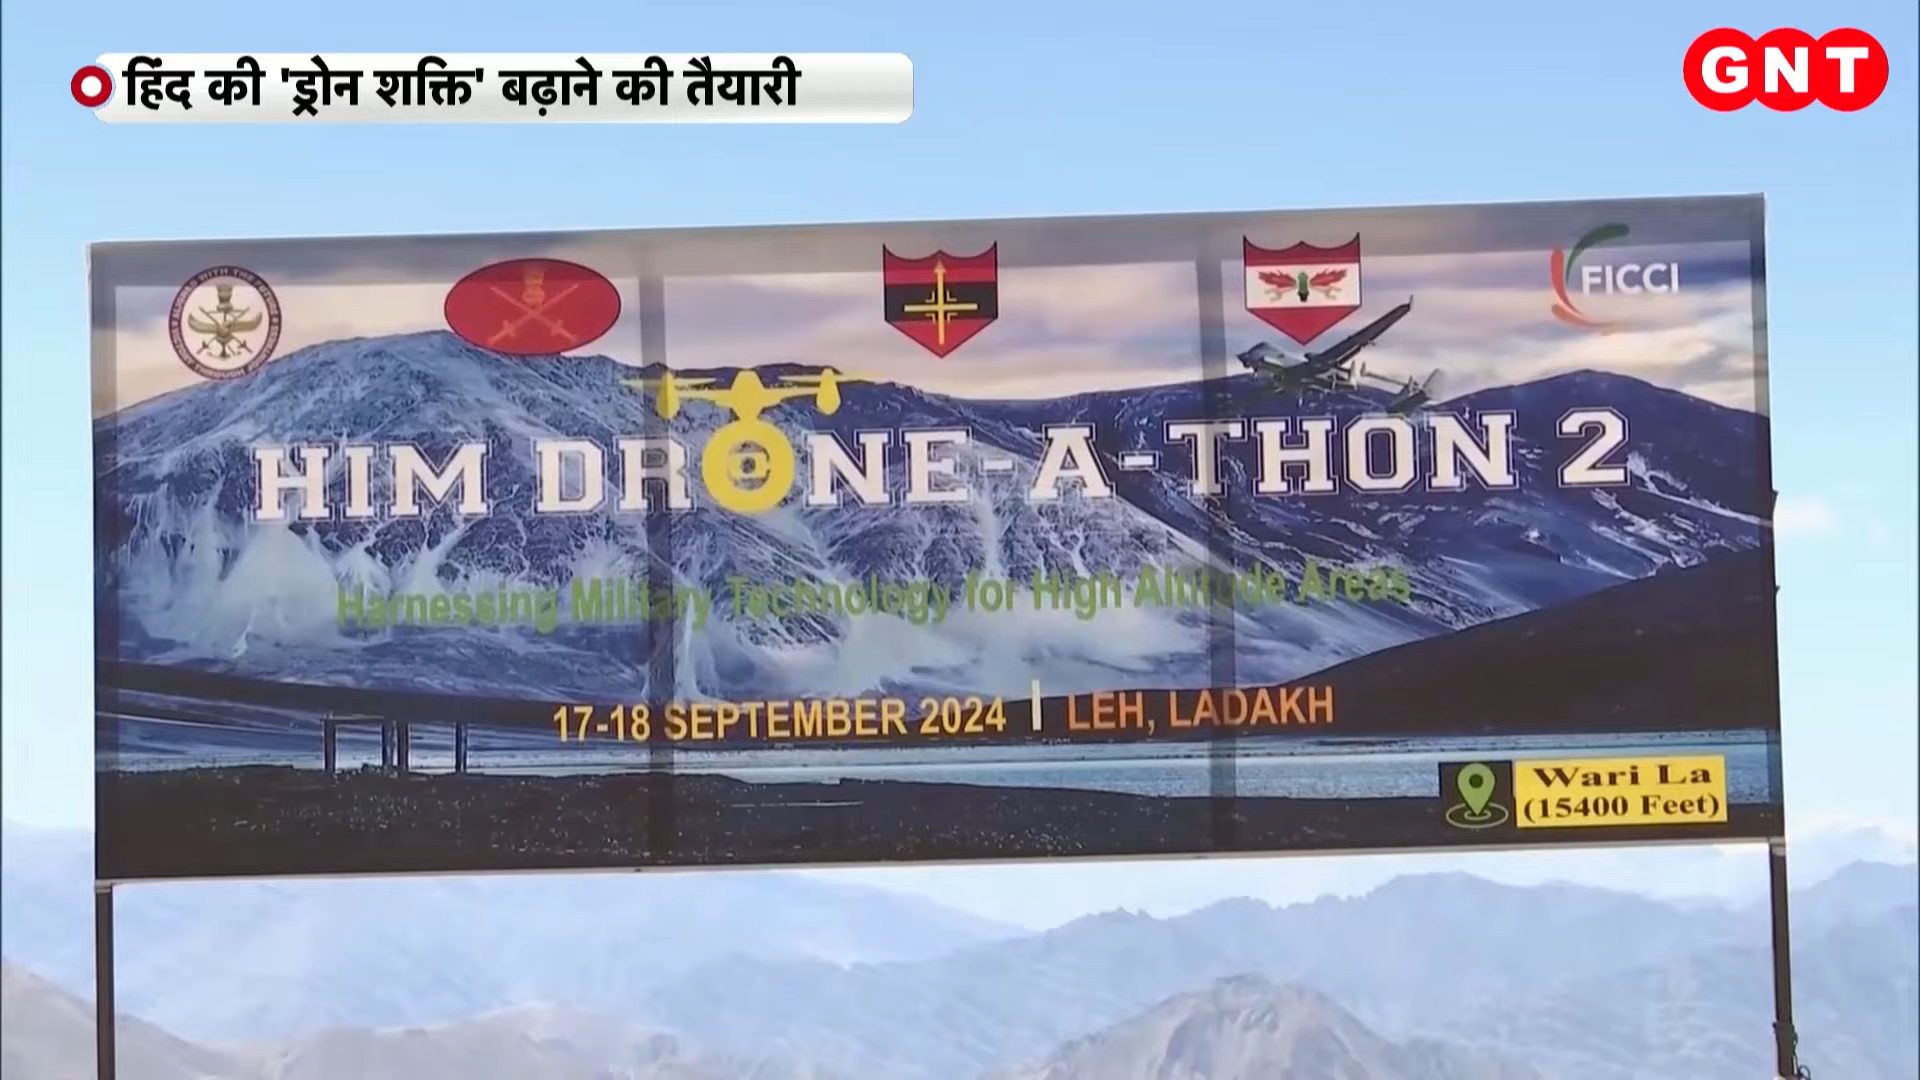 हिंद की 'ड्रोन शक्ति' बढ़ाने की तैयारी
GNT
FICCI
HIM DRONE-A-THON 2
Harnessing Military Technology for High Altitude Areas
17-18 SEPTEMBER 2024 | LEH, LADAKH
Wari La
(15400 Feet)